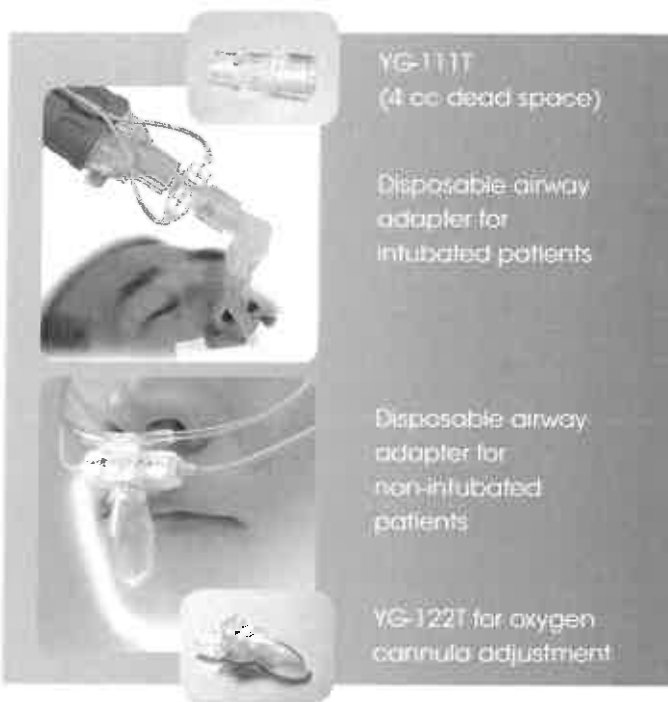 YG-111T
(4 cc dead space)
Disposable airway
adapter for
intubated patients
Disposable airway
adapter for
non-intubated
patients
YG-122T for oxygen
cannula adjustment